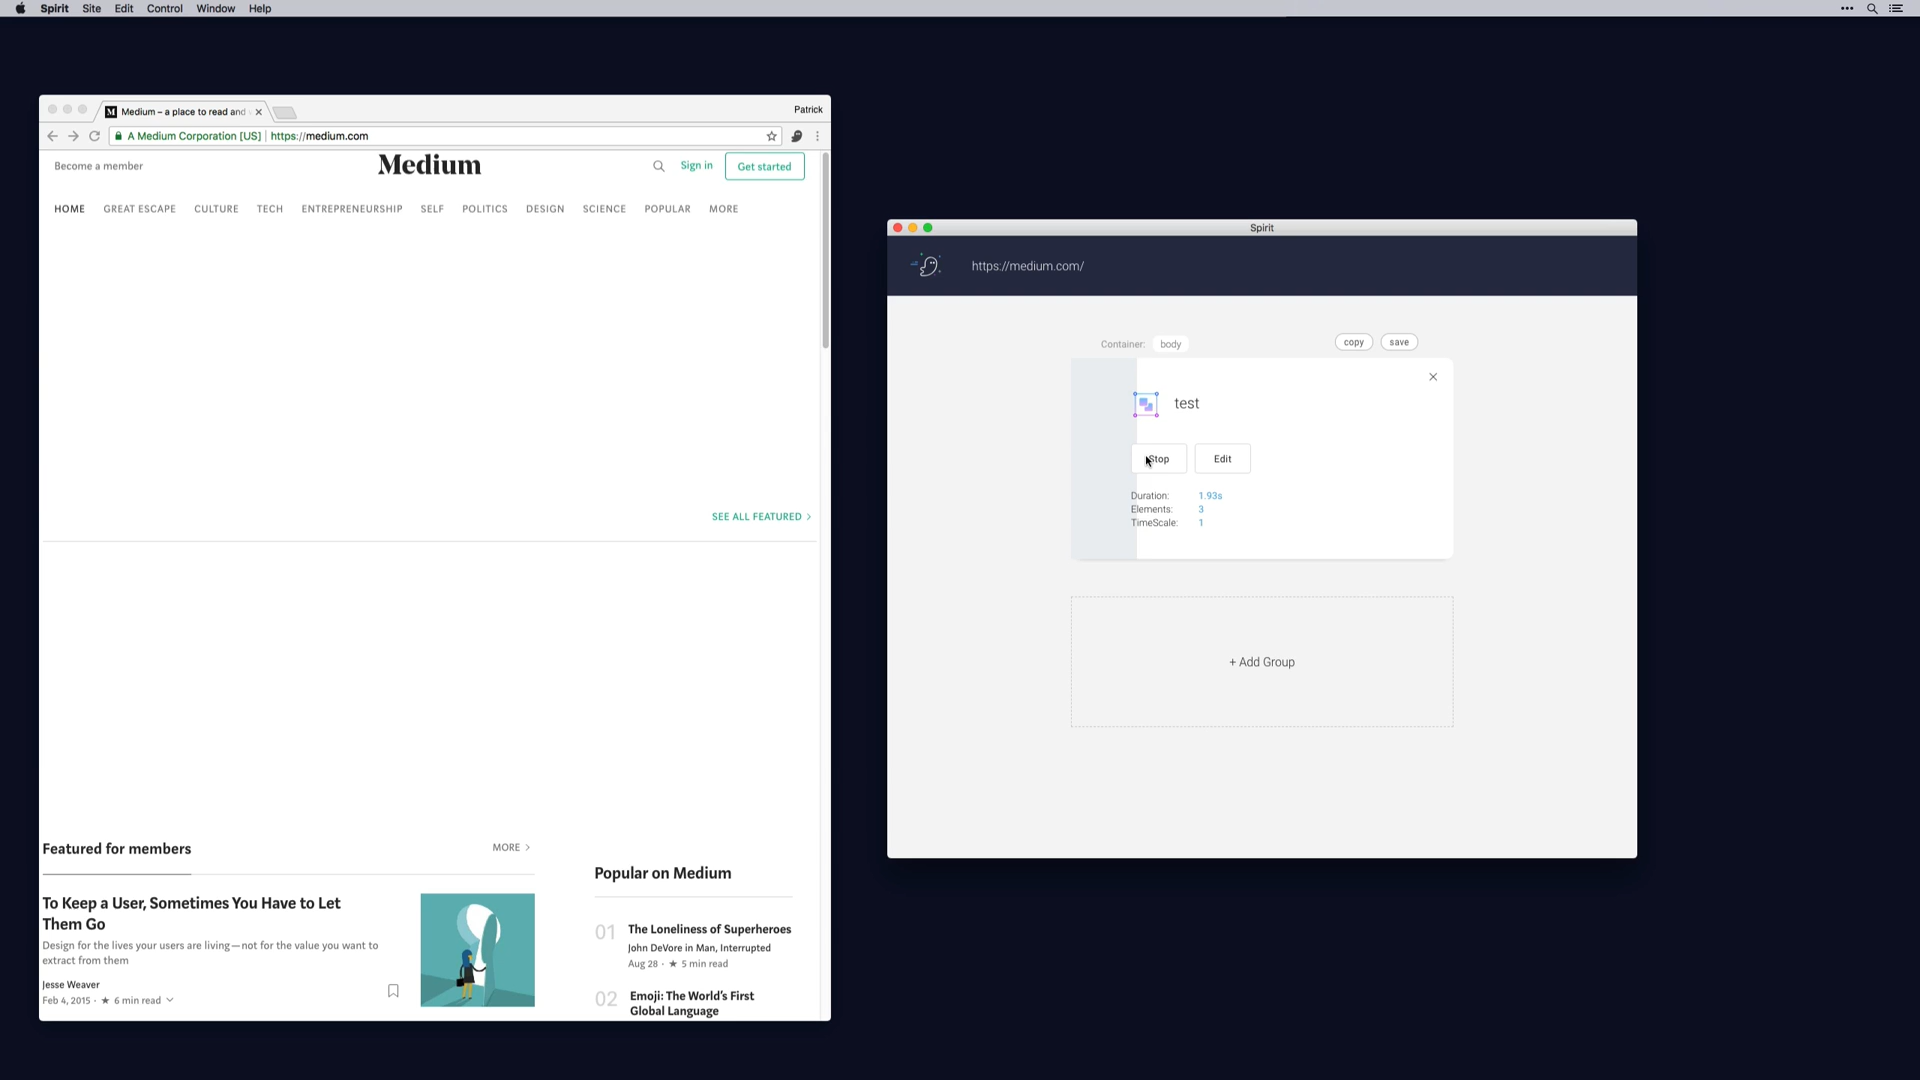 Spirit Site Edit Control Window Help
Medium – a place to read and
Patrick
A Medium Corporation [US] | https://medium.com
Become a member
Medium
Sign in
Get started
HOME GREAT ESCAPE CULTURE TECH ENTREPRENEURSHIP SELF POLITICS DESIGN SCIENCE POPULAR MORE
SEE ALL FEATURED
Featured for members
MORE
To Keep a User, Sometimes You Have to Let
Them Go
Design for the lives your users are living—not for the value you want to
extract from them
Jesse Weaver
Feb 4, 2015 · ★ 6 min read
Popular on Medium
01
The Loneliness of Superheroes
John DeVore in Man, Interrupted
Aug 28 · ★ 5 min read
02
Emoji: The World's First
Global Language
Spirit
https://medium.com/
Container: body
copy
save
test
Stop
Edit
Duration: 1.93s
Elements: 3
TimeScale: 1
+ Add Group